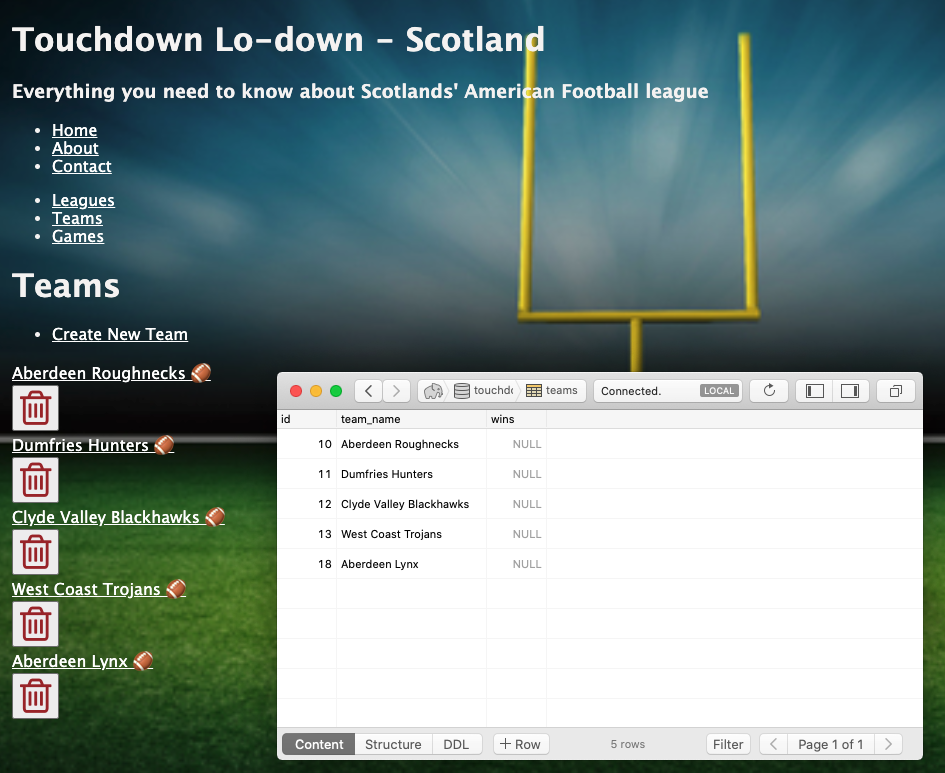 Touchdown Lo-down - Scotland
Everything you need to know about Scotlands' American Football league
Home
About
Contact
Leagues
Teams
Games
Teams
Create New Team
Aberdeen Roughnecks 🏈
Dumfries Hunters 🏈
Clyde Valley Blackhawks 🏈
West Coast Trojans 🏈
Aberdeen Lynx 🏈
touchdo teams Connected. LOCAL
id team_name wins
10 Aberdeen Roughnecks NULL
11 Dumfries Hunters NULL
12 Clyde Valley Blackhawks NULL
13 West Coast Trojans NULL
18 Aberdeen Lynx NULL
Content Structure DDL + Row 5 rows Filter Page 1 of 1